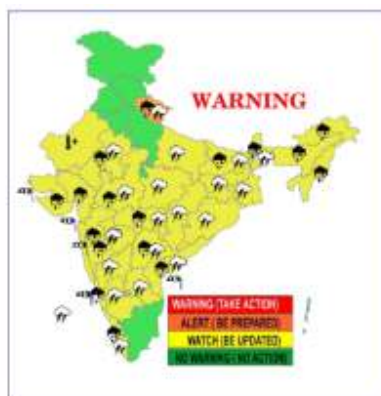 WARNING
WARNING (TAKE ACTION)
ALERT ( BE PREPARED)
WATCH (BE UPDATED)
NO WARNING ( NO ACTION)